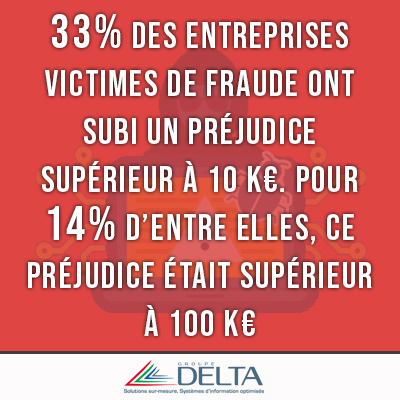 33% DES ENTREPRISES
VICTIMES DE FRAUDE ONT
SUBI UN PRÉJUDICE
SUPÉRIEUR À 10 K€. POUR
14% D'ENTRE ELLES, CE
PRÉJUDICE ÉTAIT SUPÉRIEUR
À 100 K€
GROUPE
DELTA
Solutions sur-mesure, Systèmes d'information optimisés